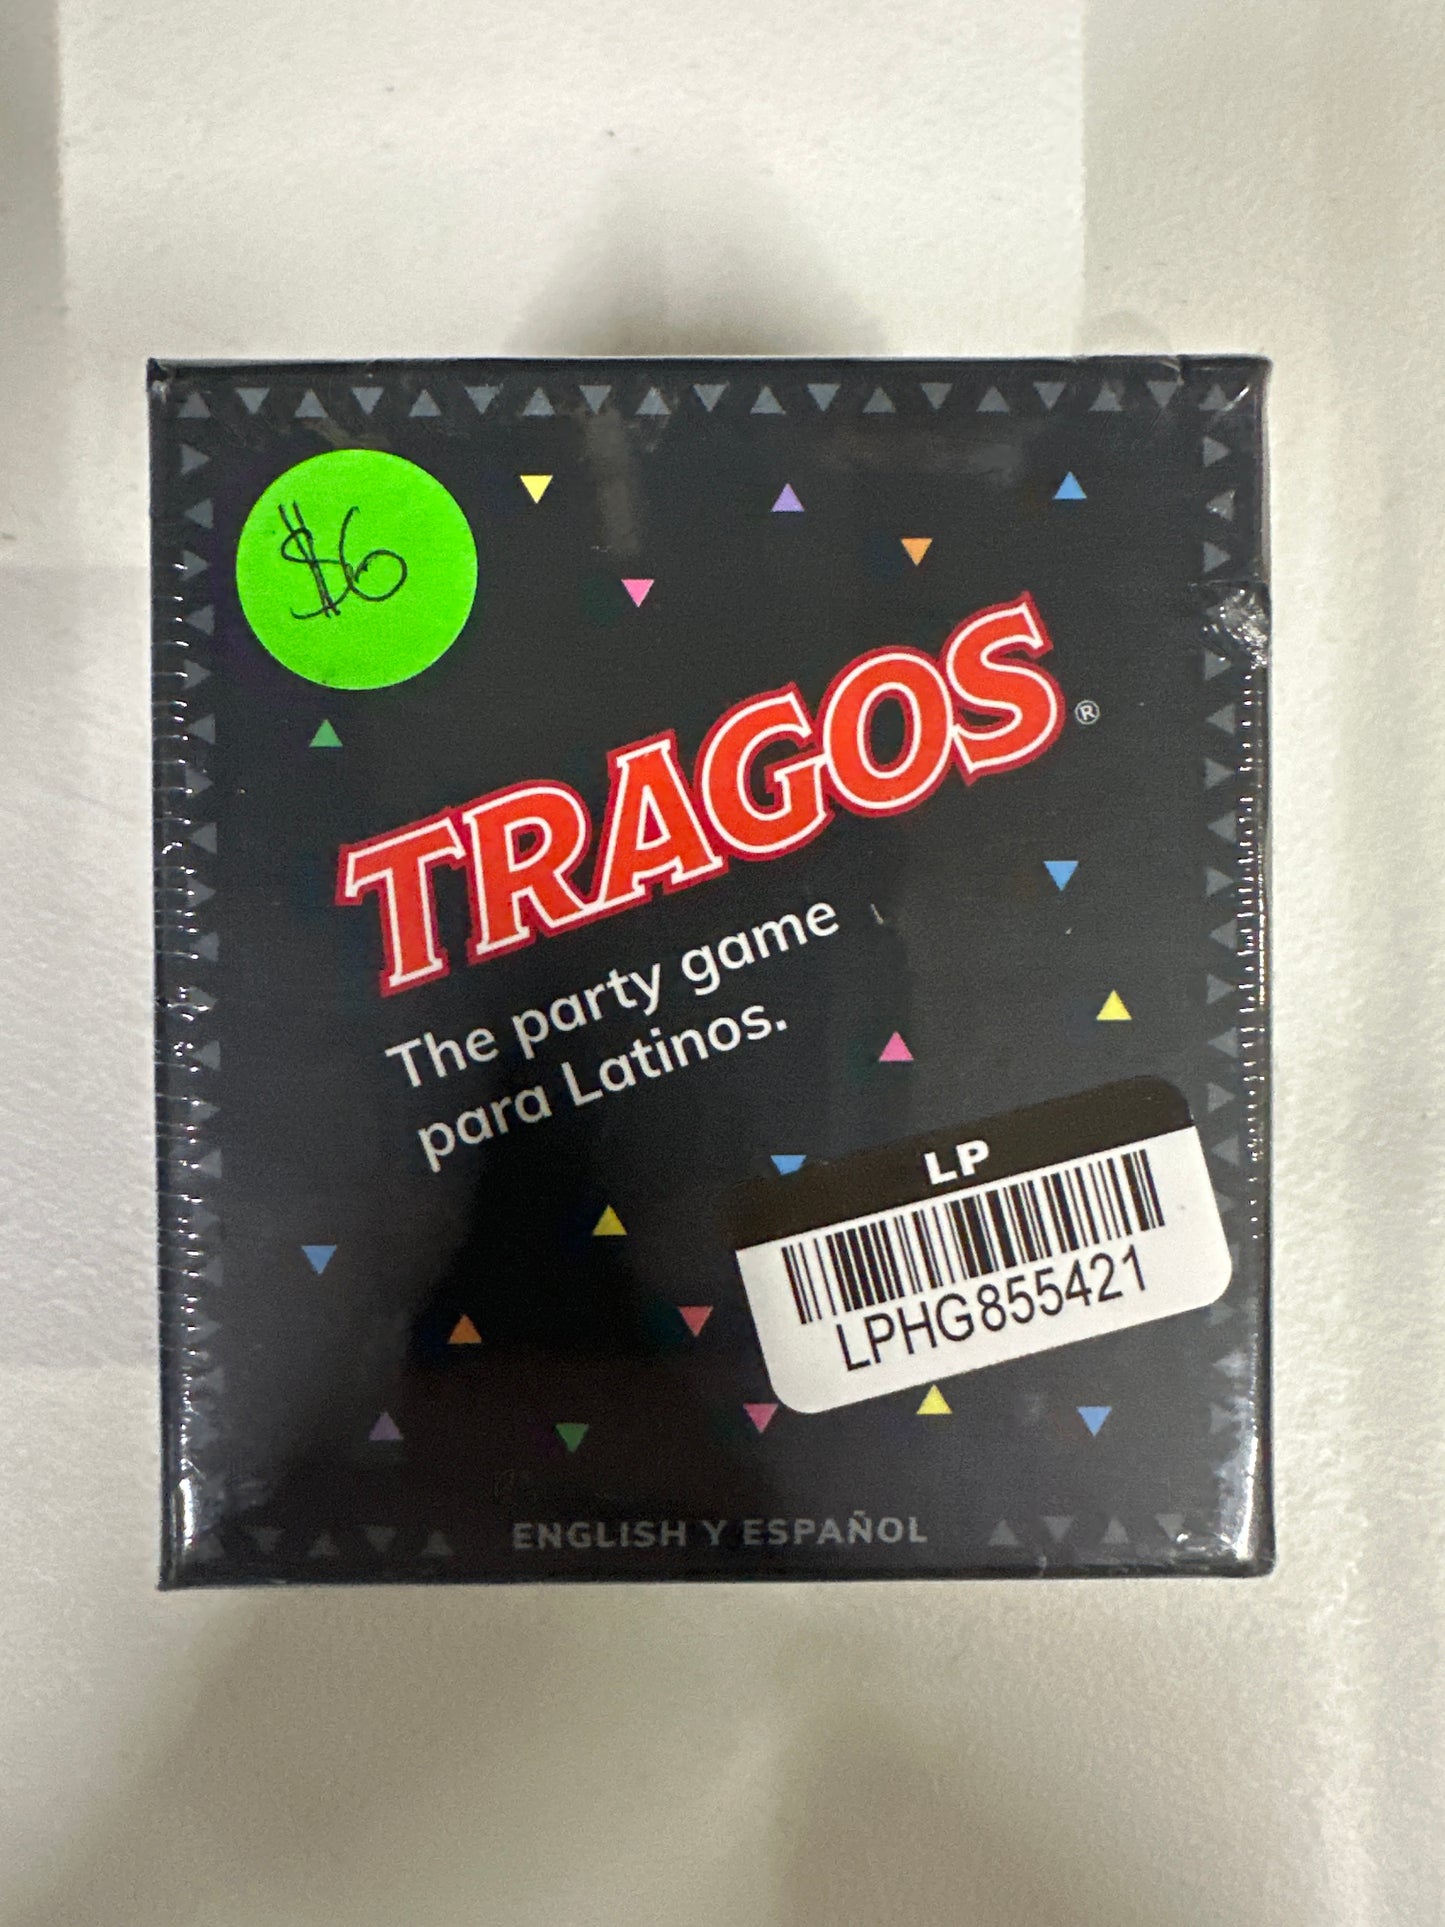 $6
TRAGOS®
The party game
para Latinos.
LP
LPHG855421
ENGLISH Y ESPAÑOL